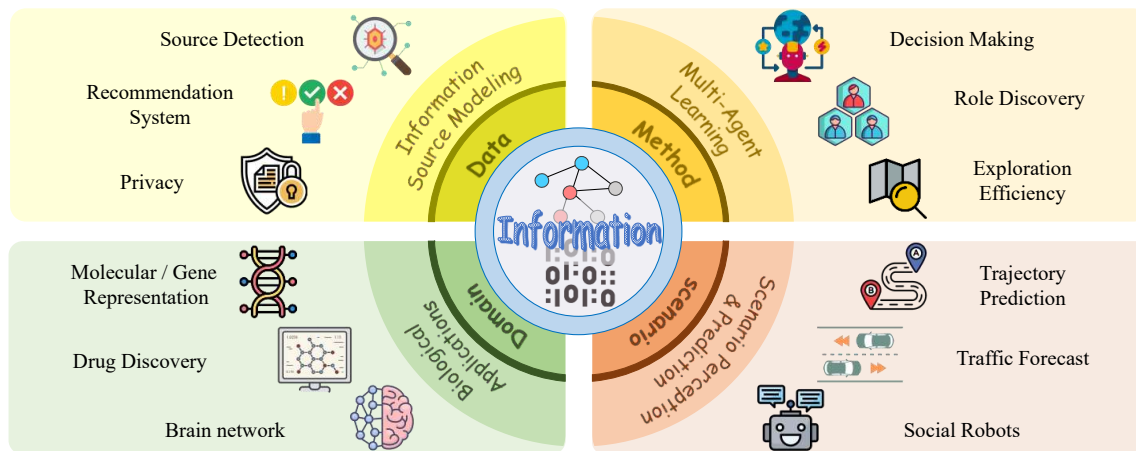 Source Detection
Recommendation
System
Privacy
Information
Source Modeling
Data
Multi-Agent
Learning
Method
Decision Making
Role Discovery
Exploration
Efficiency
Information
Molecular / Gene
Representation
Drug Discovery
Brain network
Domain
Biological
Applications
scenario
Scenario Perception
& Prediction
A
B
Trajectory
Prediction
Traffic Forecast
Social Robots